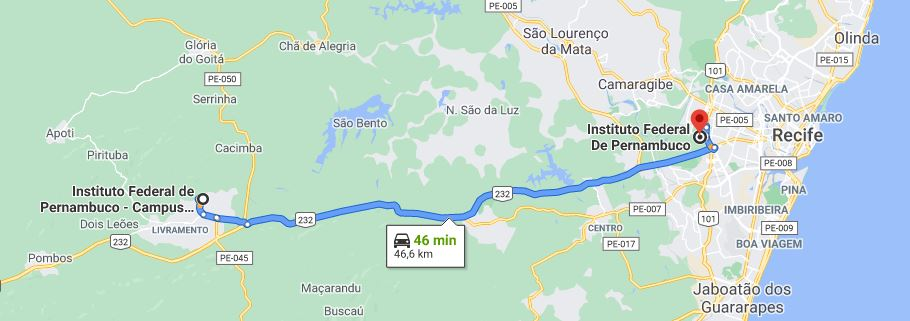 PE-005
Olinda
São Lourenço
da Mata
Glória
do Goitá
Chã de Alegria
PE-015
101
PE-050
Camaragibe
CASA AMARELA
Serrinha
N. São da Luz
São Bento
PE-005
SANTO AMARO
Apoti
Instituto Federal
De Pernambuco
Recife
Cacimba
Pirituba
PE-008
Instituto Federal de
Pernambuco - Campus...
232
PINA
PE-007
IMBIRIBEIRA
Dois Leões
LIVRAMENTO
232
101
CENTRO
PE-009
232
46 min
46,6 km
PE-017
BOA VIAGEM
Pombos
PE-045
Maçarandu
Jaboatão dos
Guararapes
Buscaú